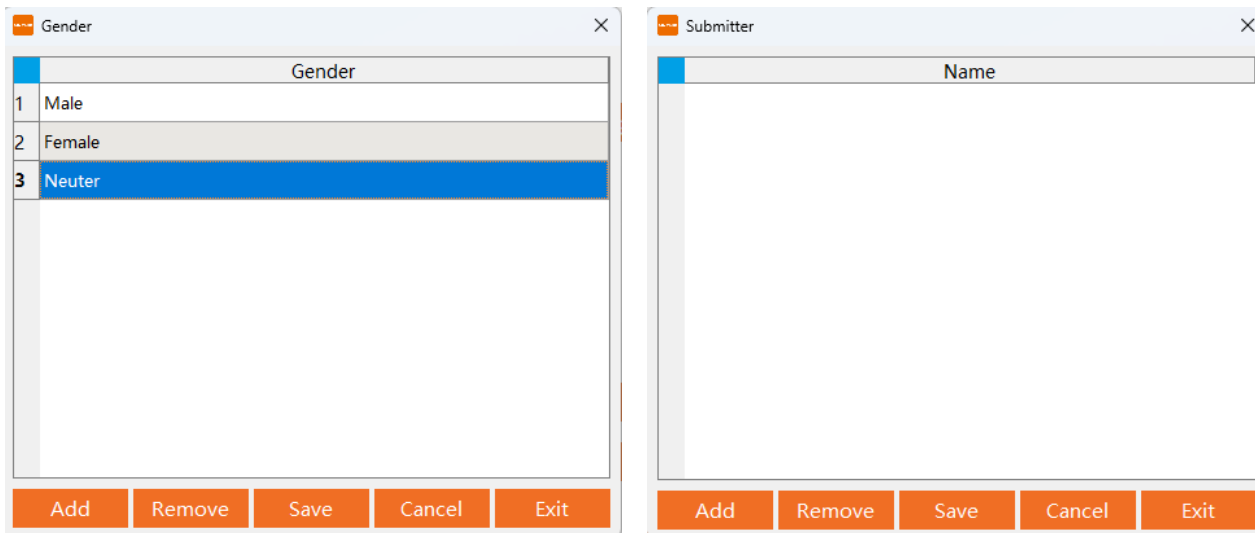 Gender
Gender
1 Male
2 Female
3 Neuter
Add Remove Save Cancel Exit
Submitter
Name
Add Remove Save Cancel Exit